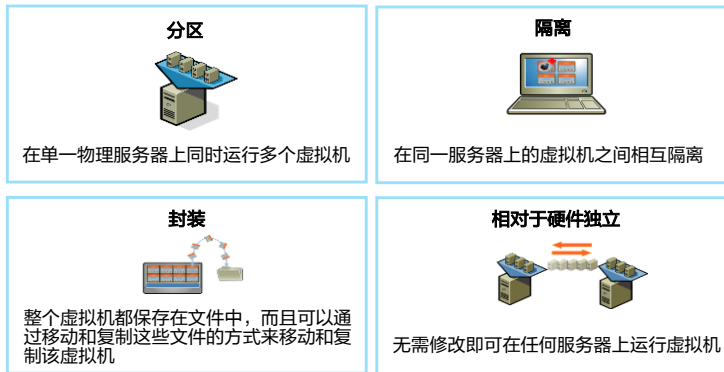 分区
在单一物理服务器上同时运行多个虚拟机
隔离
在同一服务器上的虚拟机之间相互隔离
封装
整个虚拟机都保存在文件中，而且可以通
过移动和复制这些文件的方式来移动和复
制该虚拟机
相对于硬件独立
无需修改即可在任何服务器上运行虚拟机